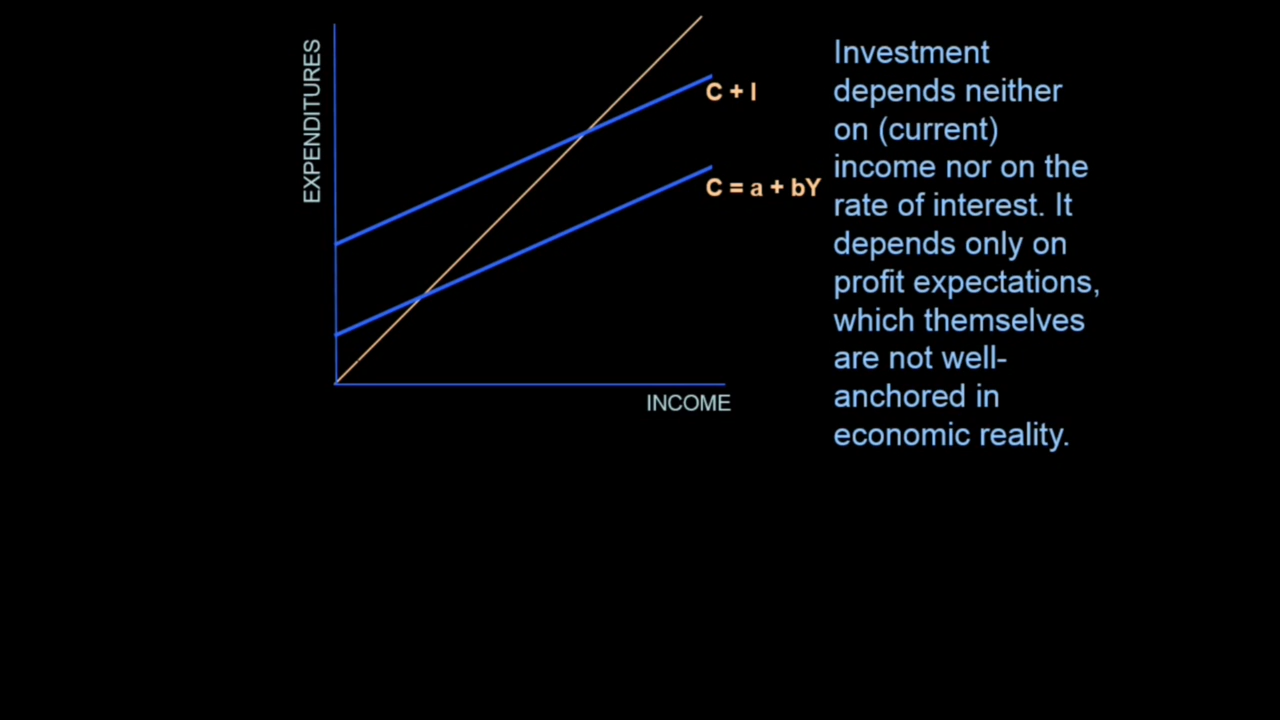 EXPENDITURES
C + I
C = a + bY
INCOME
Investment
depends neither
on (current)
income nor on the
rate of interest. It
depends only on
profit expectations,
which themselves
are not well-
anchored in
economic reality.